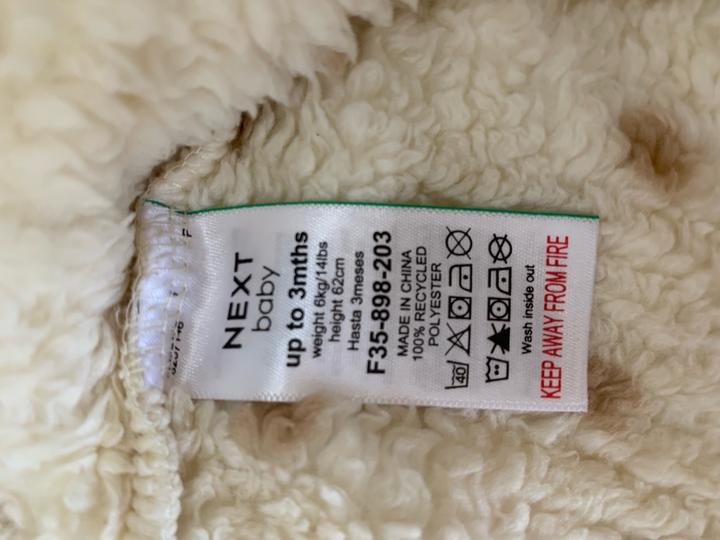 NEXT
baby
up to 3mths
weight 6kg/14lbs
height 62cm
Hasta 3meses
F35-898-203
MADE IN CHINA
100% RECYCLED
POLYESTER
40
Wash inside out
KEEP AWAY FROM FIRE